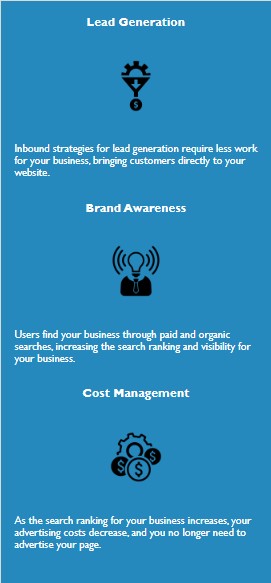 Lead Generation
$
Inbound strategies for lead generation require less work
for your business, bringing customers directly to your
website.
Brand Awareness
Users find your business through paid and organic
searches, increasing the search ranking and visibility for
your business.
Cost Management
$ $ $
As the search ranking for your business increases, your
advertising costs decrease, and you no longer need to
advertise your page.